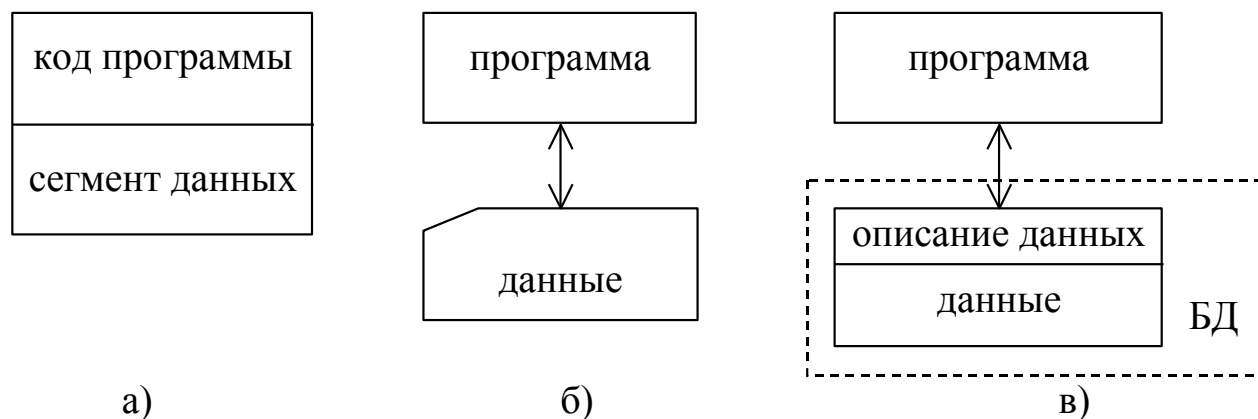 код программы
сегмент данных
а)
программа
данные
б)
программа
описание данных
данные
БД
в)